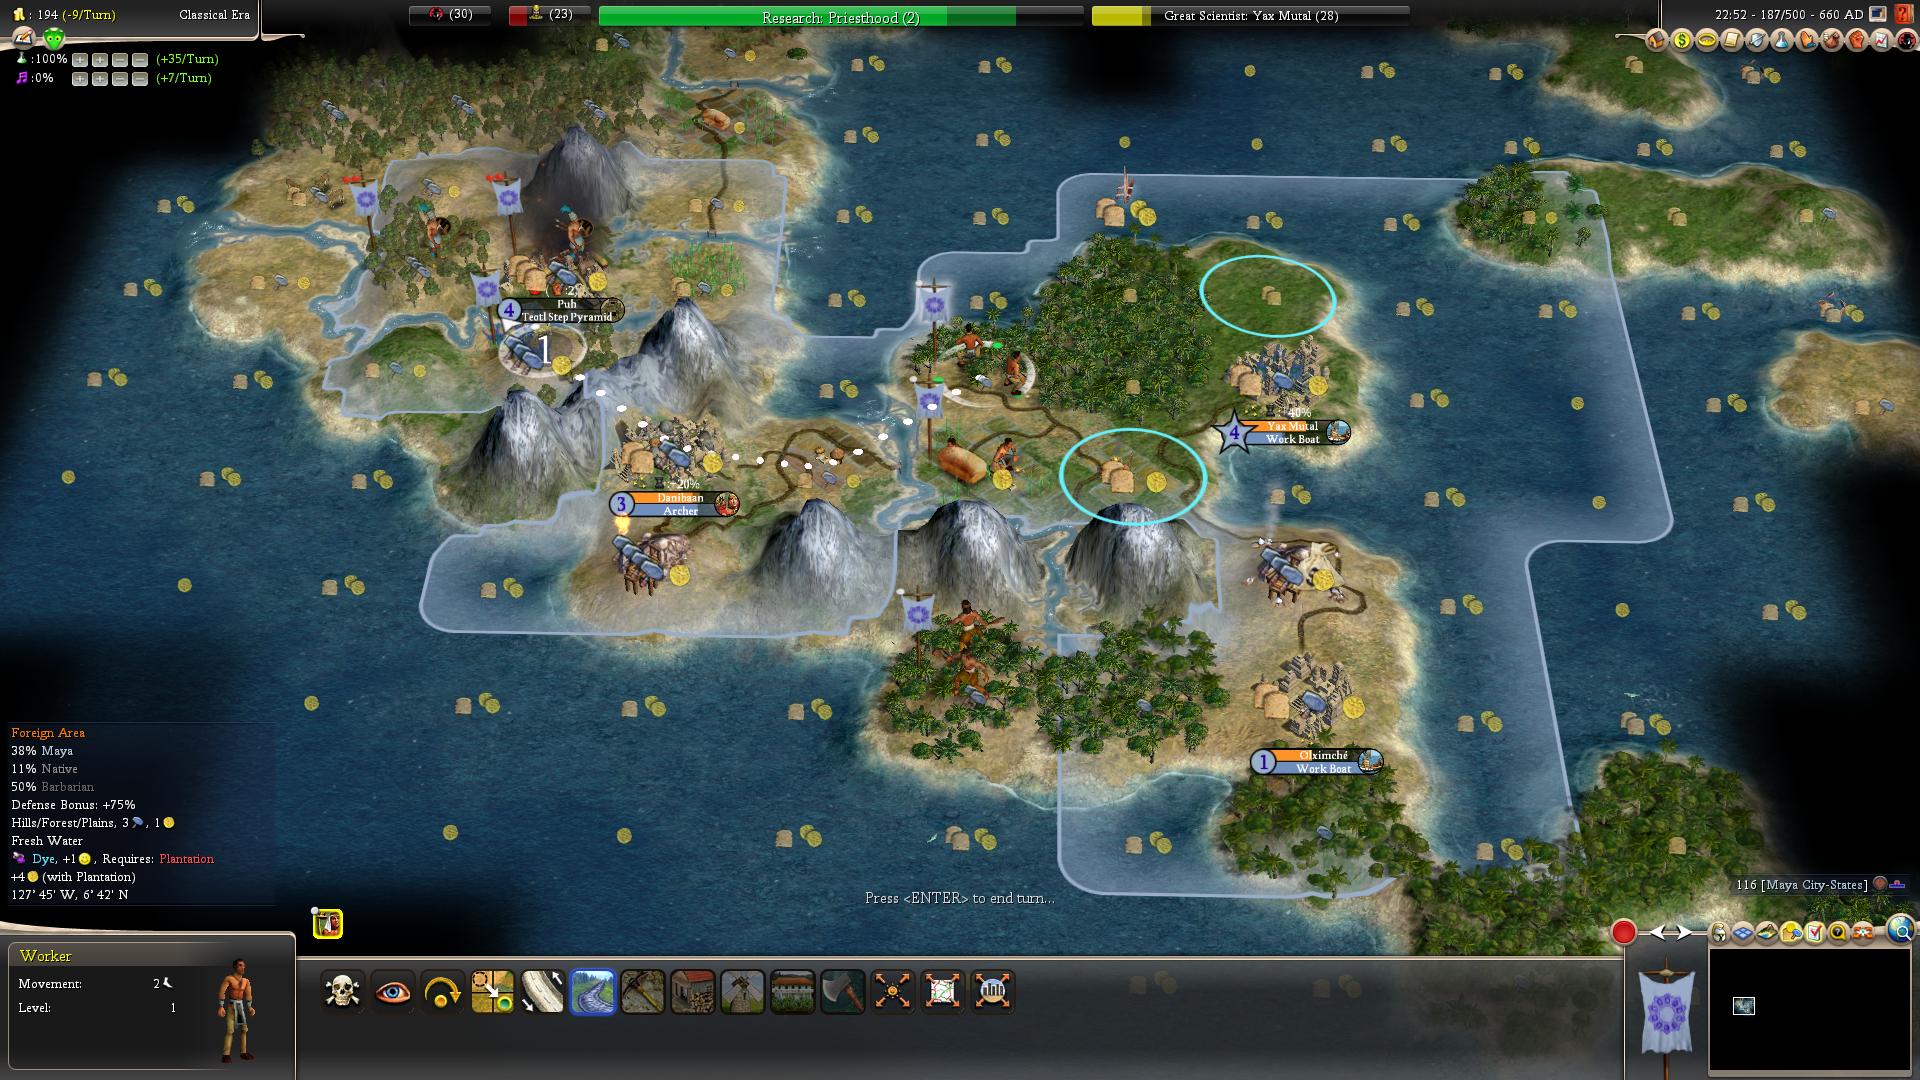 : 194 (-9/Turn)
Classical Era
(30)
(23)
Research: Priesthood (2)
Great Scientist: Yax Mutal (28)
22:52 - 187/500 - 660 AD
:100%
(+35/Turn)
:0%
(+7/Turn)
4
Puh
Teotl Step Pyramid
1
:+40%
4
Yax Mutal
Work Boat
:+20%
3
Danibaan
Archer
1
Olximché
Work Boat
Foreign Area
38% Maya
11% Native
50% Barbarian
Defense Bonus: +75%
Hills/Forest/Plains, 3, 1
Fresh Water
Dye, +1, Requires: Plantation
+4 (with Plantation)
127° 45' W, 6° 42' N
Press <ENTER> to end turn...
116 [Maya City-States]
Worker
Movement: 2
Level: 1